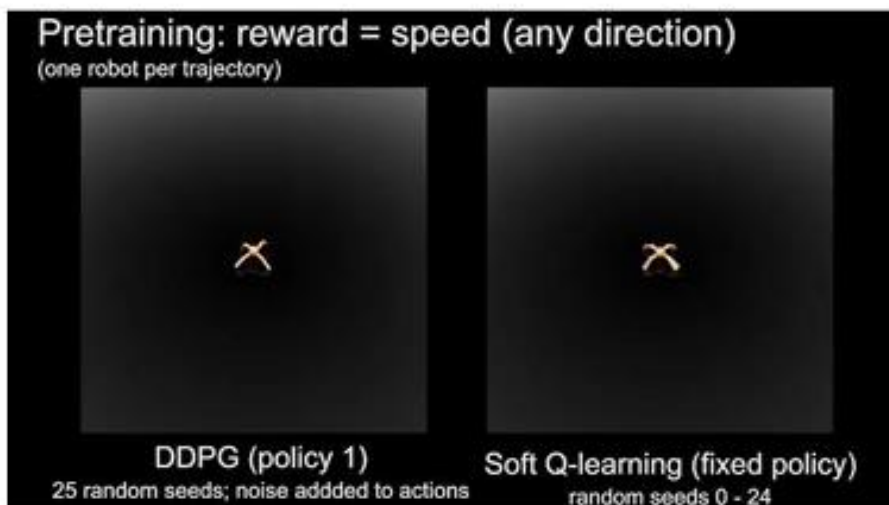 Pretraining: reward = speed (any direction)
(one robot per trajectory)
DDPG (policy 1)
25 random seeds; noise addded to actions
Soft Q-learning (fixed policy)
random seeds 0 - 24